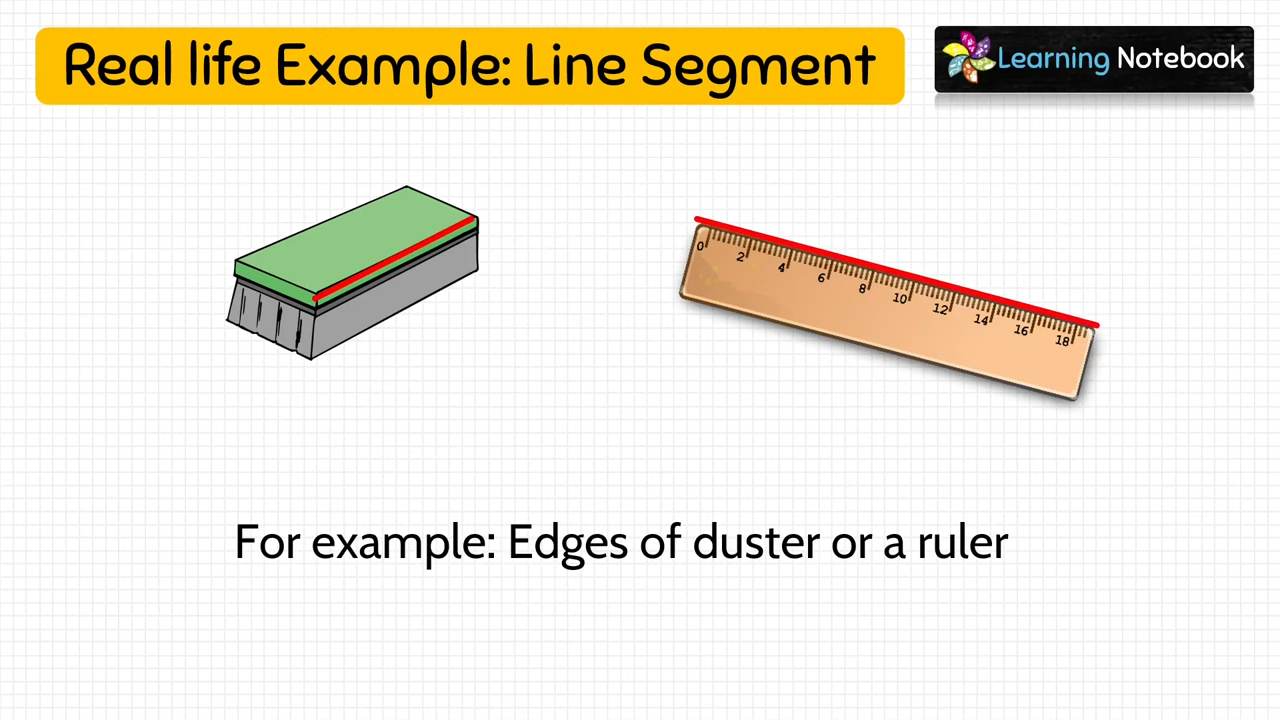 Real life Example: Line Segment
Learning Notebook
0 2 4 6 8 10 12 14 16 18
For example: Edges of duster or a ruler